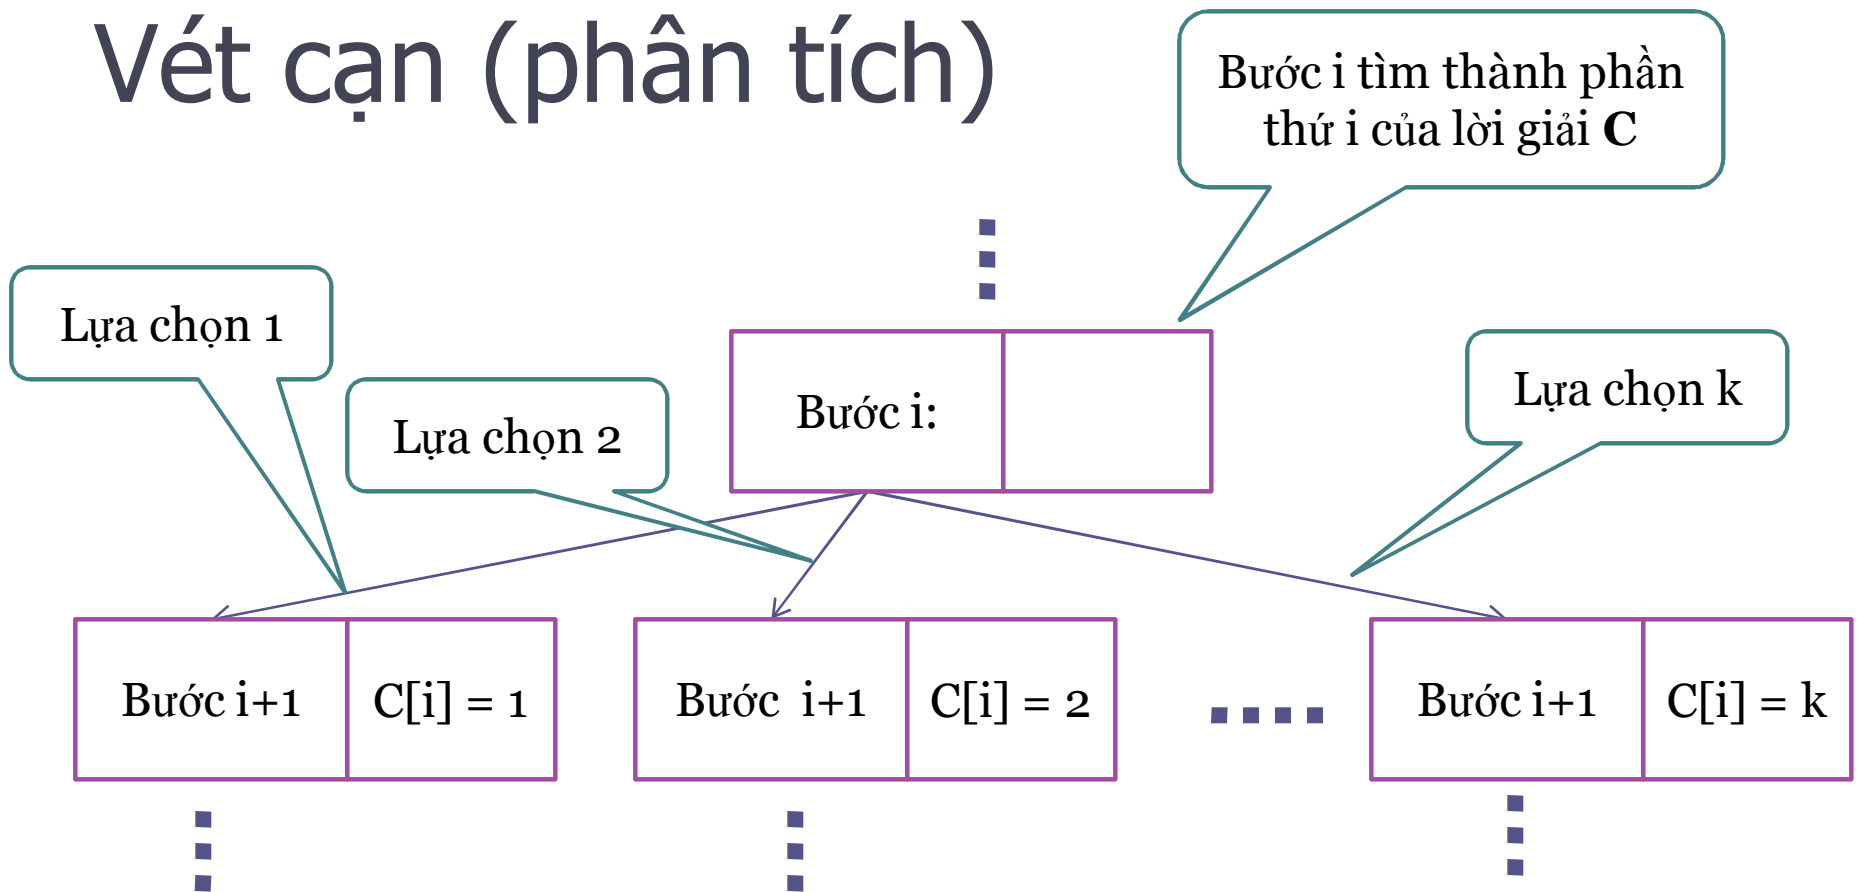 Vét cạn (phân tích)
Bước i tìm thành phần
thứ i của lời giải C
Lựa chọn 1
Lựa chọn 2
Bước i:
Lựa chọn k
Bước i+1
C[i] = 1
Bước i+1
C[i] = 2
Bước i+1
C[i] = k